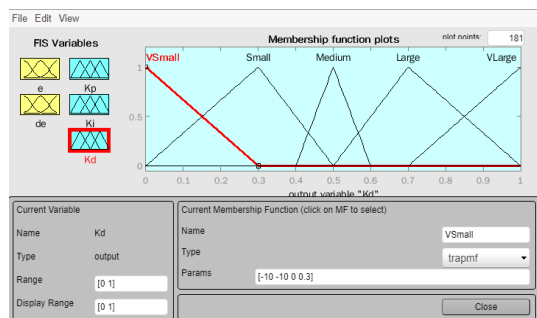 File Edit View
FIS Variables
Membership function plots
plot points: 181
e
Kp
de
Ki
Kd
VSmall Small Medium Large VLarge
1
0.5
0
0 0.1 0.2 0.3 0.4 0.5 0.6 0.7 0.8 0.9 1
output variable "Kd"
Current Variable
Name Kd
Type output
Range [0 1]
Display Range [0 1]
Current Membership Function (click on MF to select)
Name VSmall
Type trapmf
Params [-10 -10 0 0.3]
Close